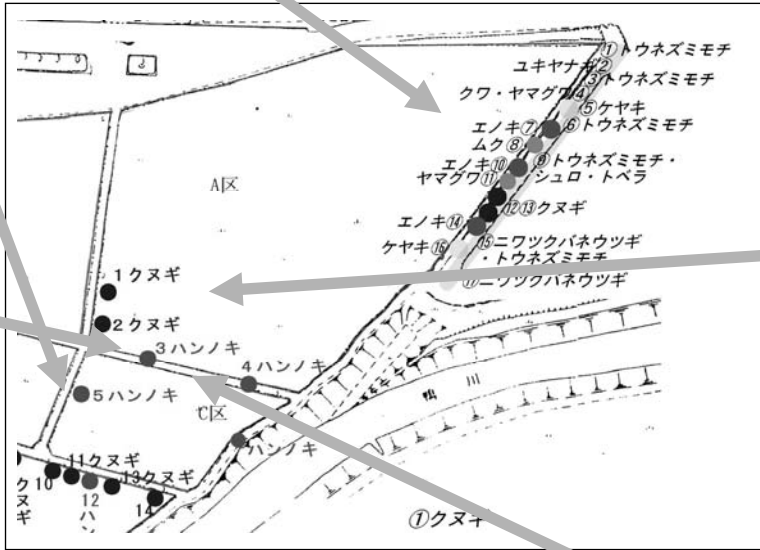 ①トウネズミモチ
ユキヤナギ②
③トウネズミモチ
クワ・ヤマグワ④
⑤ケヤキ
エノキ⑦
⑥トウネズミモチ
ムク⑧
エノキ⑩
⑨トウネズミモチ・
シュロ・トベラ
ヤマグワ⑪
A区
⑫⑬クヌギ
エノキ⑭
ケヤキ⑯
⑮ニワツクバネウツギ
・トウネズミモチ
⑰ニワツクバネウツギ
1クヌギ
2クヌギ
3ハンノキ
4ハンノキ
5ハンノキ
C区
鴨川
ハンノキ
11クヌギ
13クヌギ
ク
ヌ
ギ
10
12
ハ
ン
14
①クヌギ